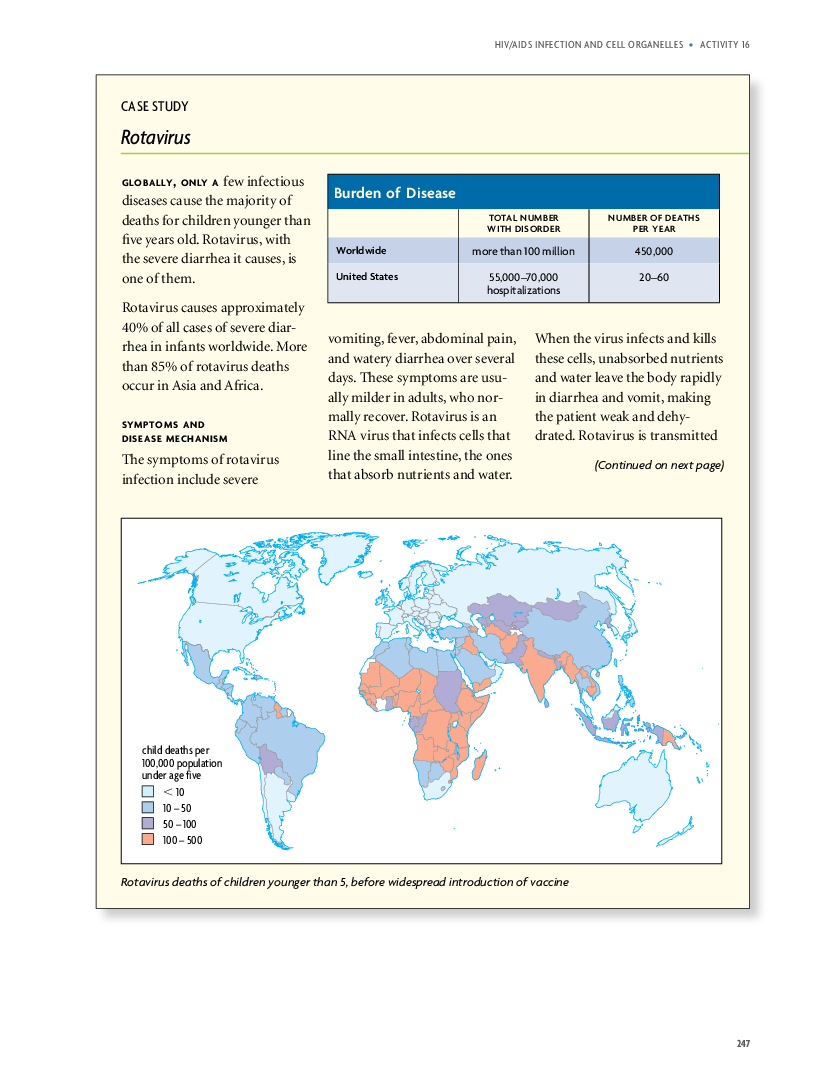 HIV/AIDS INFECTION AND CELL ORGANELLES • ACTIVITY 16
CASE STUDY
Rotavirus
GLOBALLY, ONLY A few infectious
diseases cause the majority of
deaths for children younger than
five years old. Rotavirus, with
the severe diarrhea it causes, is
one of them.
Rotavirus causes approximately
40% of all cases of severe diar-
rhea in infants worldwide. More
than 85% of rotavirus deaths
occur in Asia and Africa.
SYMPTOMS AND
DISEASE MECHANISM
The symptoms of rotavirus
infection include severe
Burden of Disease
TOTAL NUMBER
WITH DISORDER
NUMBER OF DEATHS
PER YEAR
Worldwide
more than 100 million
450,000
United States
55,000–70,000
hospitalizations
20–60
vomiting, fever, abdominal pain,
and watery diarrhea over several
days. These symptoms are usu-
ally milder in adults, who nor-
mally recover. Rotavirus is an
RNA virus that infects cells that
line the small intestine, the ones
that absorb nutrients and water.
When the virus infects and kills
these cells, unabsorbed nutrients
and water leave the body rapidly
in diarrhea and vomit, making
the patient weak and dehy-
drated. Rotavirus is transmitted
(Continued on next page)
child deaths per
100,000 population
under age five
< 10
10 – 50
50 – 100
100 – 500
Rotavirus deaths of children younger than 5, before widespread introduction of vaccine
247